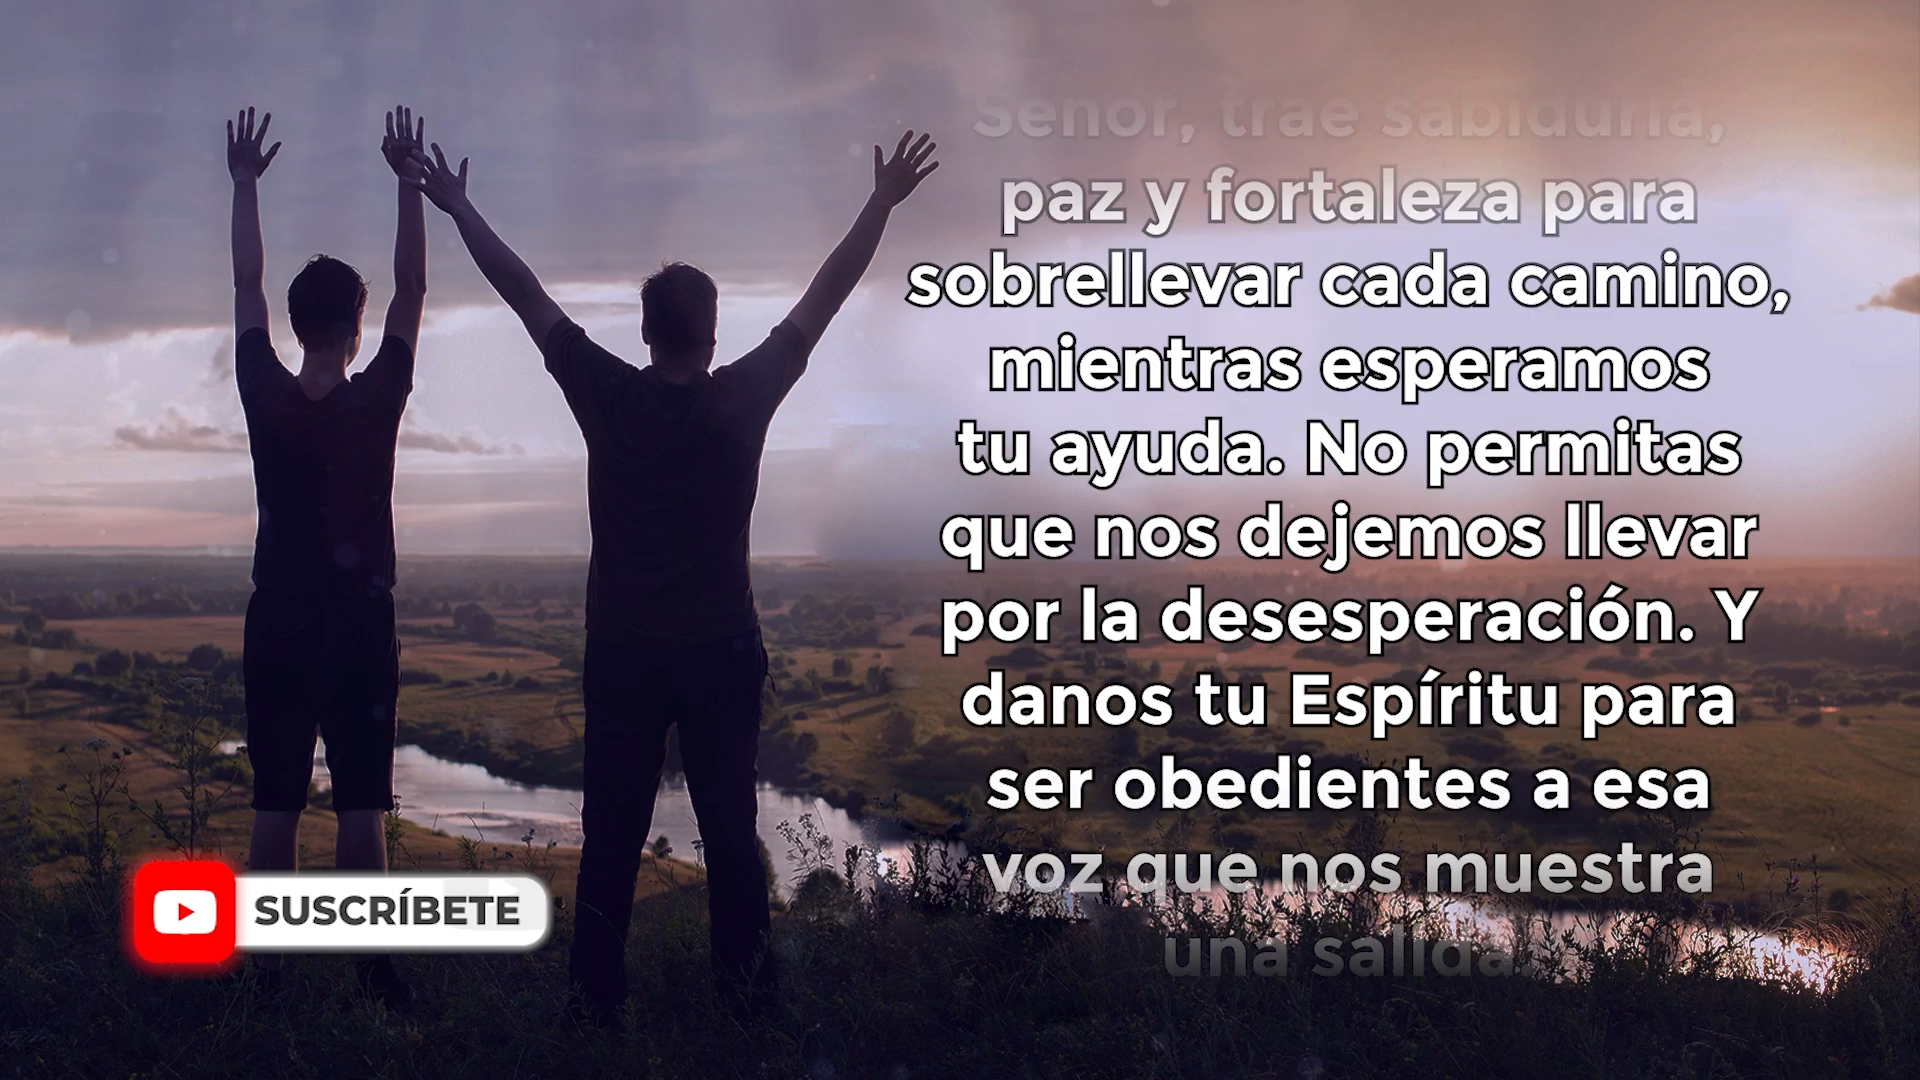 Señor, trae sabiduría,
paz y fortaleza para
sobrellevar cada camino,
mientras esperamos
tu ayuda. No permitas
que nos dejemos llevar
por la desesperación. Y
danos tu Espíritu para
ser obedientes a esa
voz que nos muestra
una salida.
SUSCRÍBETE